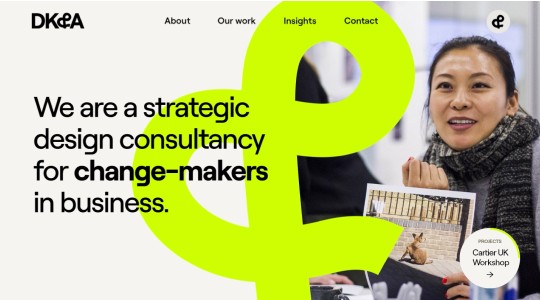 DK&A
About
Our work
Insights
Contact
We are a strategic
design consultancy
for change-makers
in business.
PROJECTS
Cartier UK
Workshop